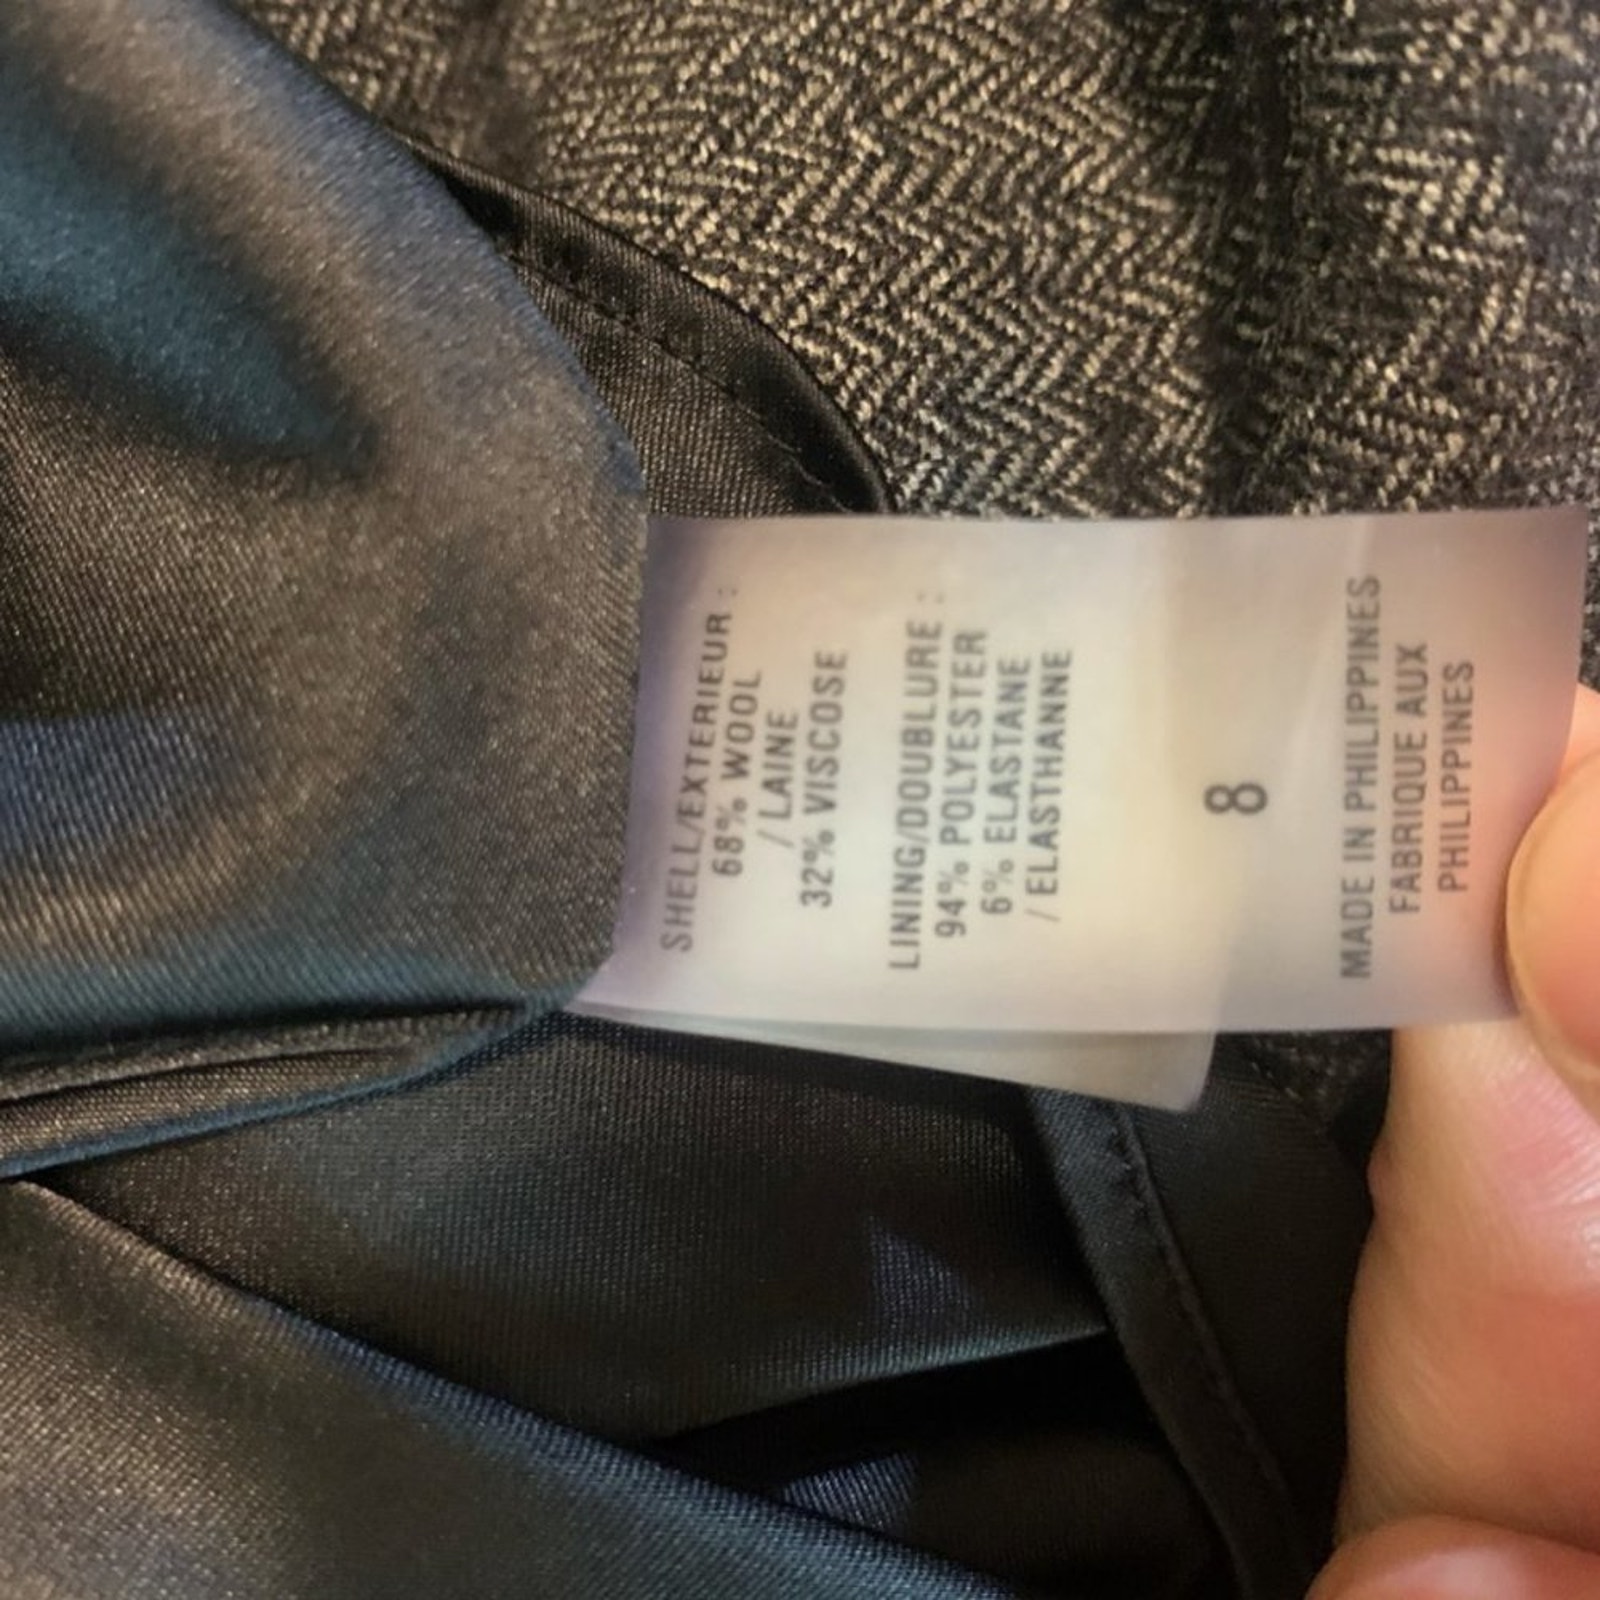 SHELL/EXTERIEUR :
68% WOOL
/ LAINE
32% VISCOSE
LINING/DOUBLURE :
94% POLYESTER
6% ELASTANE
/ ELASTHANNE
8
MADE IN PHILIPPINES
FABRIQUE AUX
PHILIPPINES